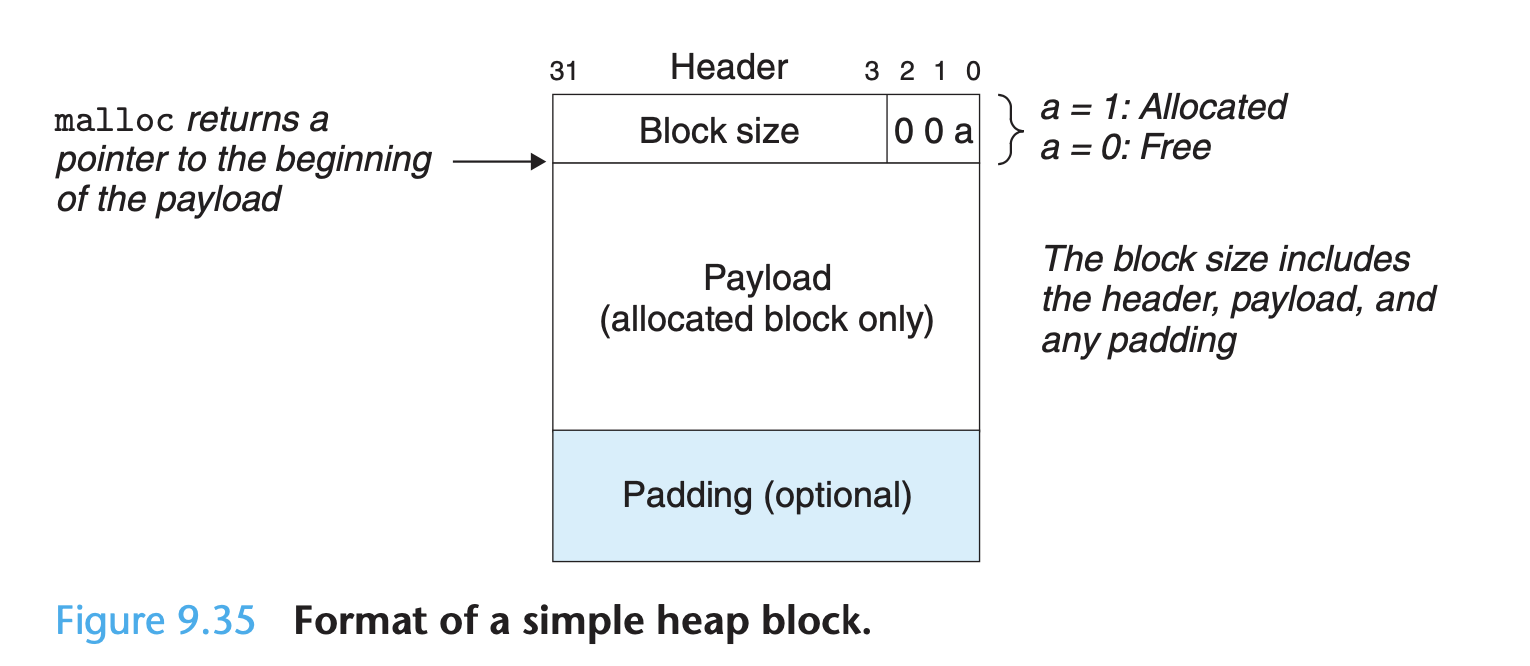 31 Header 3 2 1 0
malloc returns a
pointer to the beginning
of the payload
Block size 0 0 a
a = 1: Allocated
a = 0: Free
Payload
(allocated block only)
The block size includes
the header, payload, and
any padding
Padding (optional)
Figure 9.35 Format of a simple heap block.